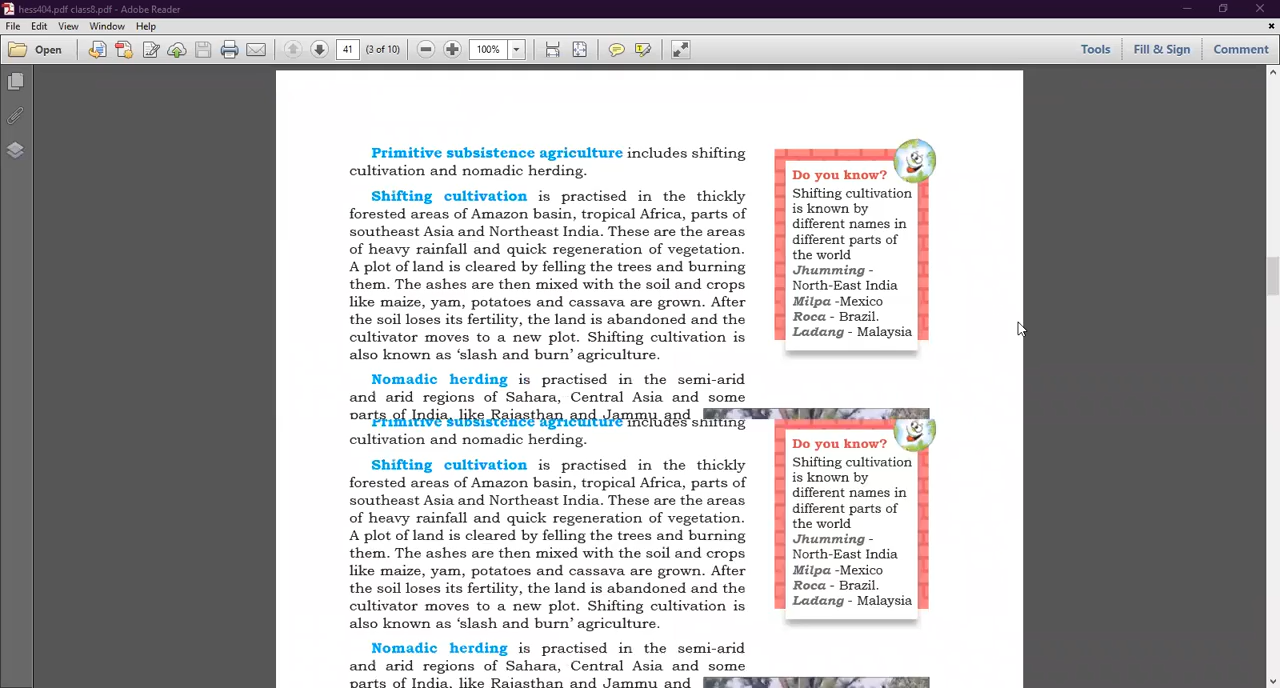 hess404.pdf class8.pdf - Adobe Reader
File Edit View Window Help
Open 41 (3 of 10) 100% Tools Fill & Sign Comment
Primitive subsistence agriculture includes shifting
cultivation and nomadic herding.
Shifting cultivation is practised in the thickly
forested areas of Amazon basin, tropical Africa, parts of
southeast Asia and Northeast India. These are the areas
of heavy rainfall and quick regeneration of vegetation.
A plot of land is cleared by felling the trees and burning
them. The ashes are then mixed with the soil and crops
like maize, yam, potatoes and cassava are grown. After
the soil loses its fertility, the land is abandoned and the
cultivator moves to a new plot. Shifting cultivation is
also known as ‘slash and burn’ agriculture.
Nomadic herding is practised in the semi-arid
and arid regions of Sahara, Central Asia and some
parts of India, like Rajasthan and Jammu and
Do you know?
Shifting cultivation
is known by
different names in
different parts of
the world
Jhumming -
North-East India
Milpa -Mexico
Roca - Brazil.
Ladang - Malaysia
Primitive subsistence agriculture includes shifting
cultivation and nomadic herding.
Shifting cultivation is practised in the thickly
forested areas of Amazon basin, tropical Africa, parts of
southeast Asia and Northeast India. These are the areas
of heavy rainfall and quick regeneration of vegetation.
A plot of land is cleared by felling the trees and burning
them. The ashes are then mixed with the soil and crops
like maize, yam, potatoes and cassava are grown. After
the soil loses its fertility, the land is abandoned and the
cultivator moves to a new plot. Shifting cultivation is
also known as ‘slash and burn’ agriculture.
Nomadic herding is practised in the semi-arid
and arid regions of Sahara, Central Asia and some
parts of India, like Rajasthan and Jammu and
Do you know?
Shifting cultivation
is known by
different names in
different parts of
the world
Jhumming -
North-East India
Milpa -Mexico
Roca - Brazil.
Ladang - Malaysia